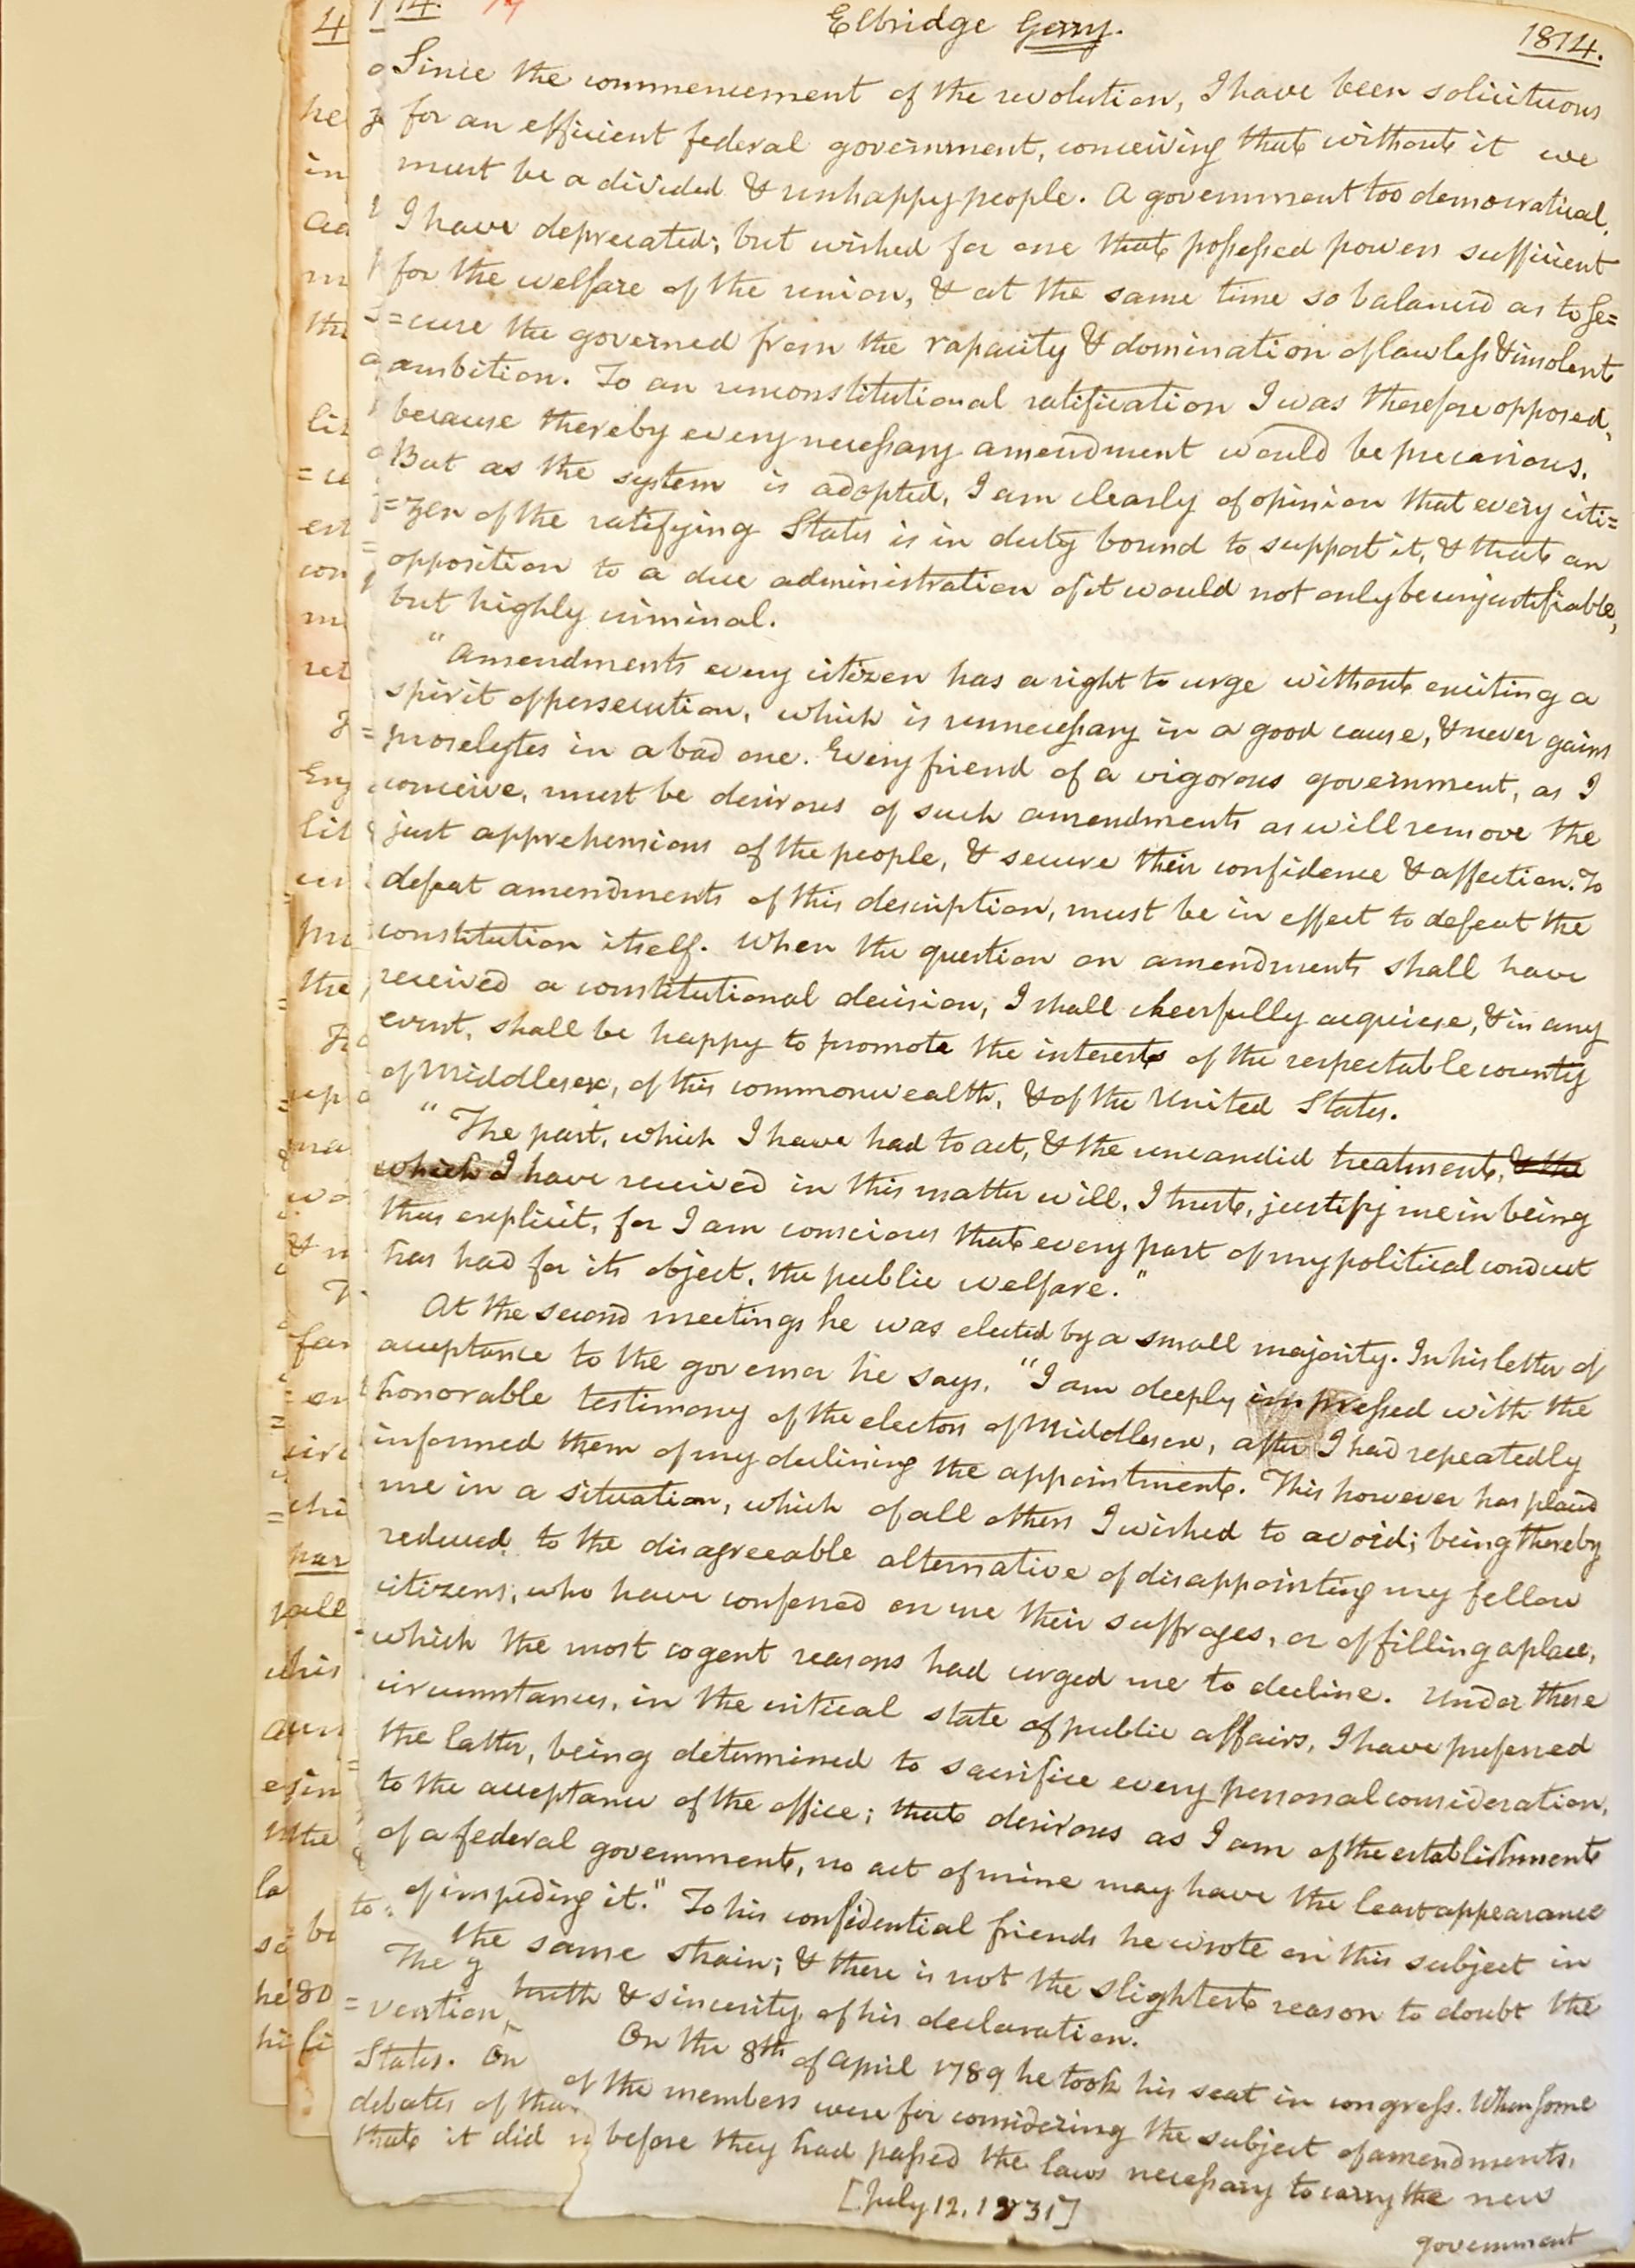 Elbridge Gerry.
1814.
Since the commencement of the revolution, I have been solicituous
for an efficient federal government, conceiving that without it we
must be a divided & unhappy people. A government too democratical
I have deprecated; but wished for one that possessed powers sufficient
for the welfare of the union, & at the same time so balanced as to se=
=cure the governed from the rapacity & domination of lawless & insolent
ambition. To an unconstitutional ratification I was therefore opposed,
because thereby every necessary amendment would be precarious.
But as the system is adopted, I am clearly of opinion that every citi=
=zen of the ratifying States is in duty bound to support it, & that an
opposition to a due administration of it would not only be unjustifiable,
but highly criminal.
"Amendments every citizen has a right to urge without exciting a
spirit of persecution, which is unnecessary in a good cause, & never gains
proselytes in a bad one. Every friend of a vigorous government, as I
conceive, must be desirous of such amendments as will remove the
just apprehensions of the people, & secure their confidence & affection. To
defeat amendments of this description, must be in effect to defeat the
constitution itself. When the question on amendments shall have
received a constitutional decision, I shall cheerfully acquiese, & in any
event, shall be happy to promote the interests of the respectable county
of Middlesex, of this commonwealth, & of the United States.
"The part, which I have had to act, & the uncandid treatment, & the
which I have received in this matter will, I trust, justify me in being
thus explicit, for I am conscious that every part of my political conduct
has had for its object, the public welfare."
At the second meetings he was elected by a small majority. In his letter of
acceptance to the governor he says, "I am deeply impressed with the
honorable testimony of the electors of Middlesex, after I had repeatedly
informed them of my declining the appointment. This however has placed
me in a situation, which of all others I wished to avoid; being thereby
reduced to the disagreeable alternative of disappointing my fellow
citizens, who have conferred on me their suffrages, or of filling a place,
which the most cogent reasons had urged me to decline. Under these
circumstances, in the critical state of public affairs, I have preferred
the latter, being determined to sacrifice every personal consideration,
to the acceptance of the office; that desirous as I am of the establishment
of a federal government, no act of mine may have the least appearance
of impeding it." To his confidential friends he wrote on this subject in
the same strain; & there is not the slightest reason to doubt the
truth & sincerity of his declaration.
On the 8th of April 1789 he took his seat in congress. When some
of the members were for considering the subject of amendments,
before they had passed the laws necessary to carry the new
[July 12, 1831]
government
The
=vention,
States. On
debates of
that it did